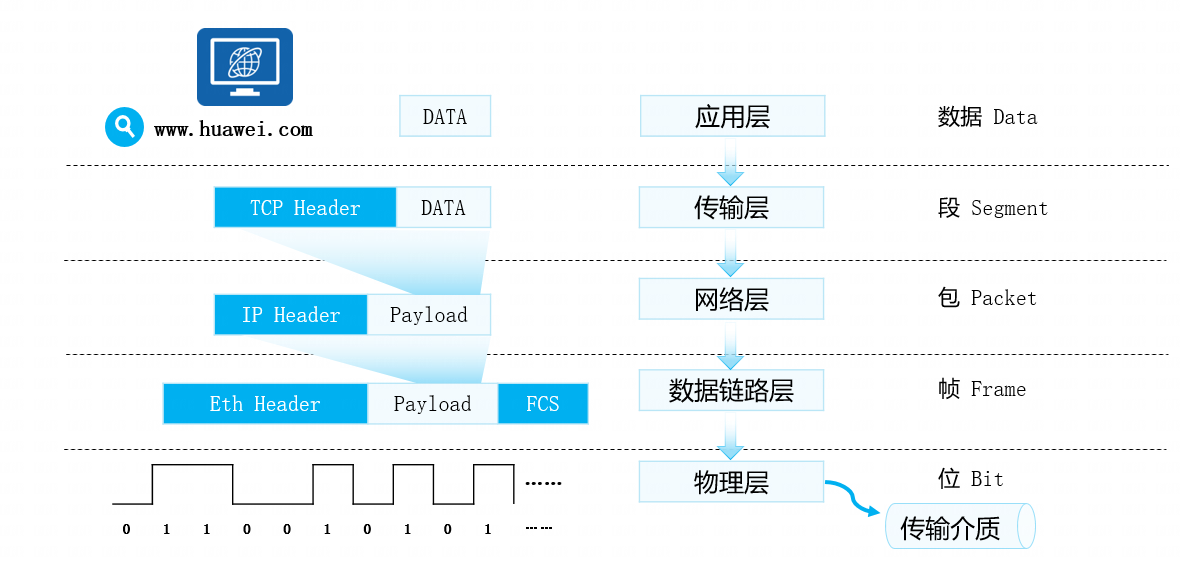 DATA
应用层
数据 Data
www.huawei.com
TCP Header
DATA
传输层
段 Segment
IP Header
Payload
网络层
包 Packet
Eth Header
Payload
FCS
数据链路层
帧 Frame
物理层
位 Bit
......
0 1 1 0 0 1 0 1 0 1 ......
传输介质